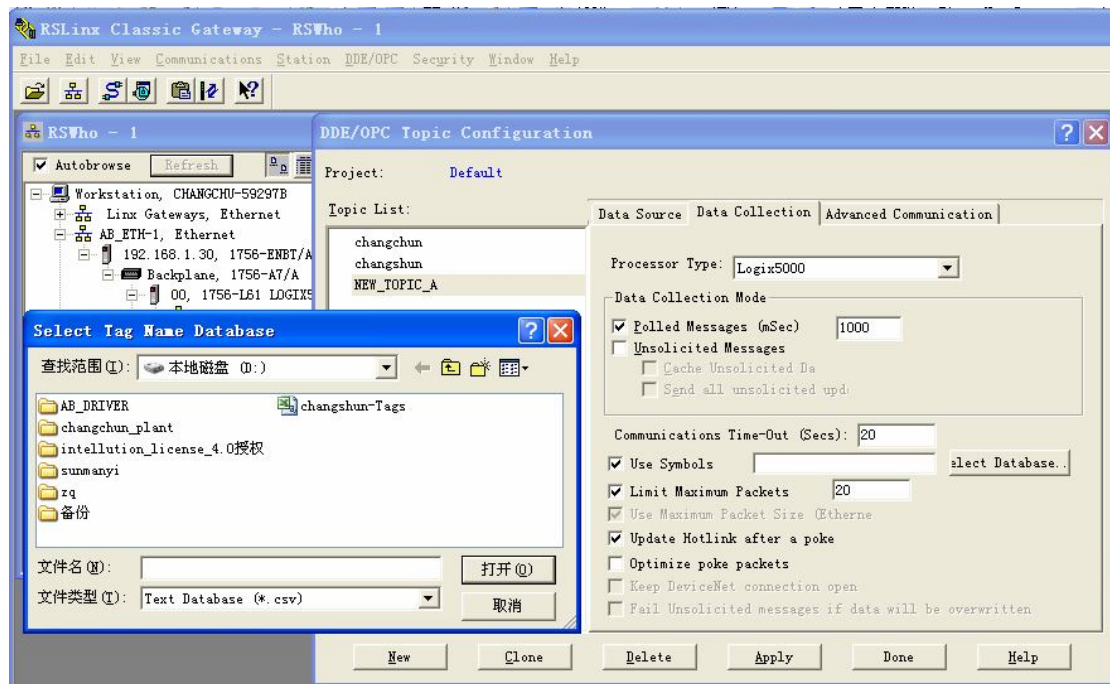 RSLinx Classic Gateway - RSWho - 1
File Edit View Communications Station DDE/OPC Security Window Help
RSWho - 1
Autobrowse Refresh
Workstation, CHANGCHU-59297B
Linx Gateways, Ethernet
AB_ETH-1, Ethernet
192.168.1.30, 1756-ENBT/A
Backplane, 1756-A7/A
00, 1756-L61 LOGIX5
DDE/OPC Topic Configuration
Project: Default
Topic List:
changchun
changshun
NEW_TOPIC_A
Data Source Data Collection Advanced Communication
Processor Type: Logix5000
Data Collection Mode
Polled Messages (mSec) 1000
Unsolicited Messages
Cache Unsolicited Da
Send all unsolicited upd
Communications Time-Out (Secs): 20
Use Symbols elect Database..
Limit Maximum Packets 20
Use Maximum Packet Size (Etherne
Update Hotlink after a poke
Optimize poke packets
Keep DeviceNet connection open
Fail Unsolicited messages if data will be overwritten
New Clone Delete Apply Done Help
Select Tag Name Database
查找范围(I): 本地磁盘 (D:)
AB_DRIVER changshun-Tags
changchun_plant
intellution_license_4.0授权
sunmanyi
zq
备份
文件名(N): 打开(O)
文件类型(T): Text Database (*.csv) 取消